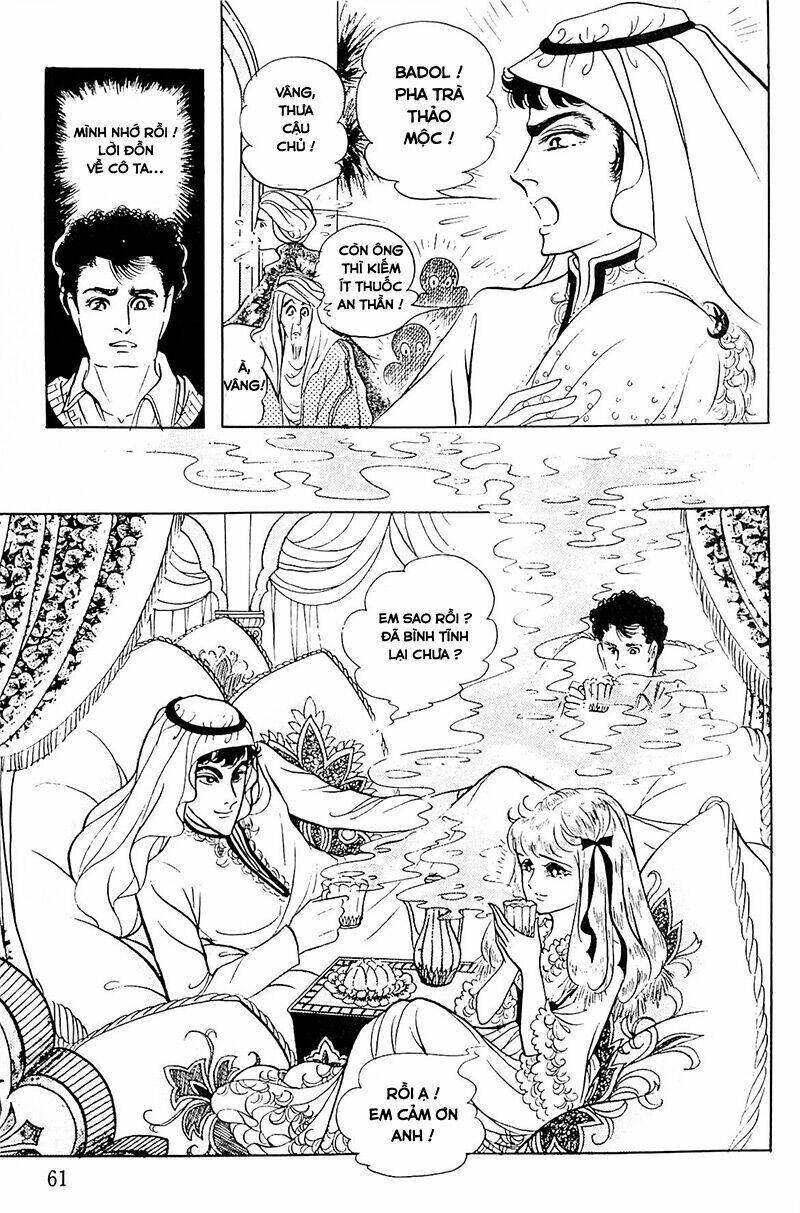 BADOL !
PHA TRÀ
THẢO
MỘC !
VÂNG,
THƯA
CẬU
CHỦ !
CÒN ÔNG
THÌ KIẾM
ÍT THUỐC
AN THẦN !
À,
VÂNG!
MÌNH NHỚ RỒI !
LỜI ĐỒN
VỀ CÔ TA...
EM SAO RỒI ?
ĐÃ BÌNH TĨNH
LẠI CHƯA ?
RỒI Ạ !
EM CẢM ƠN
ANH !
61